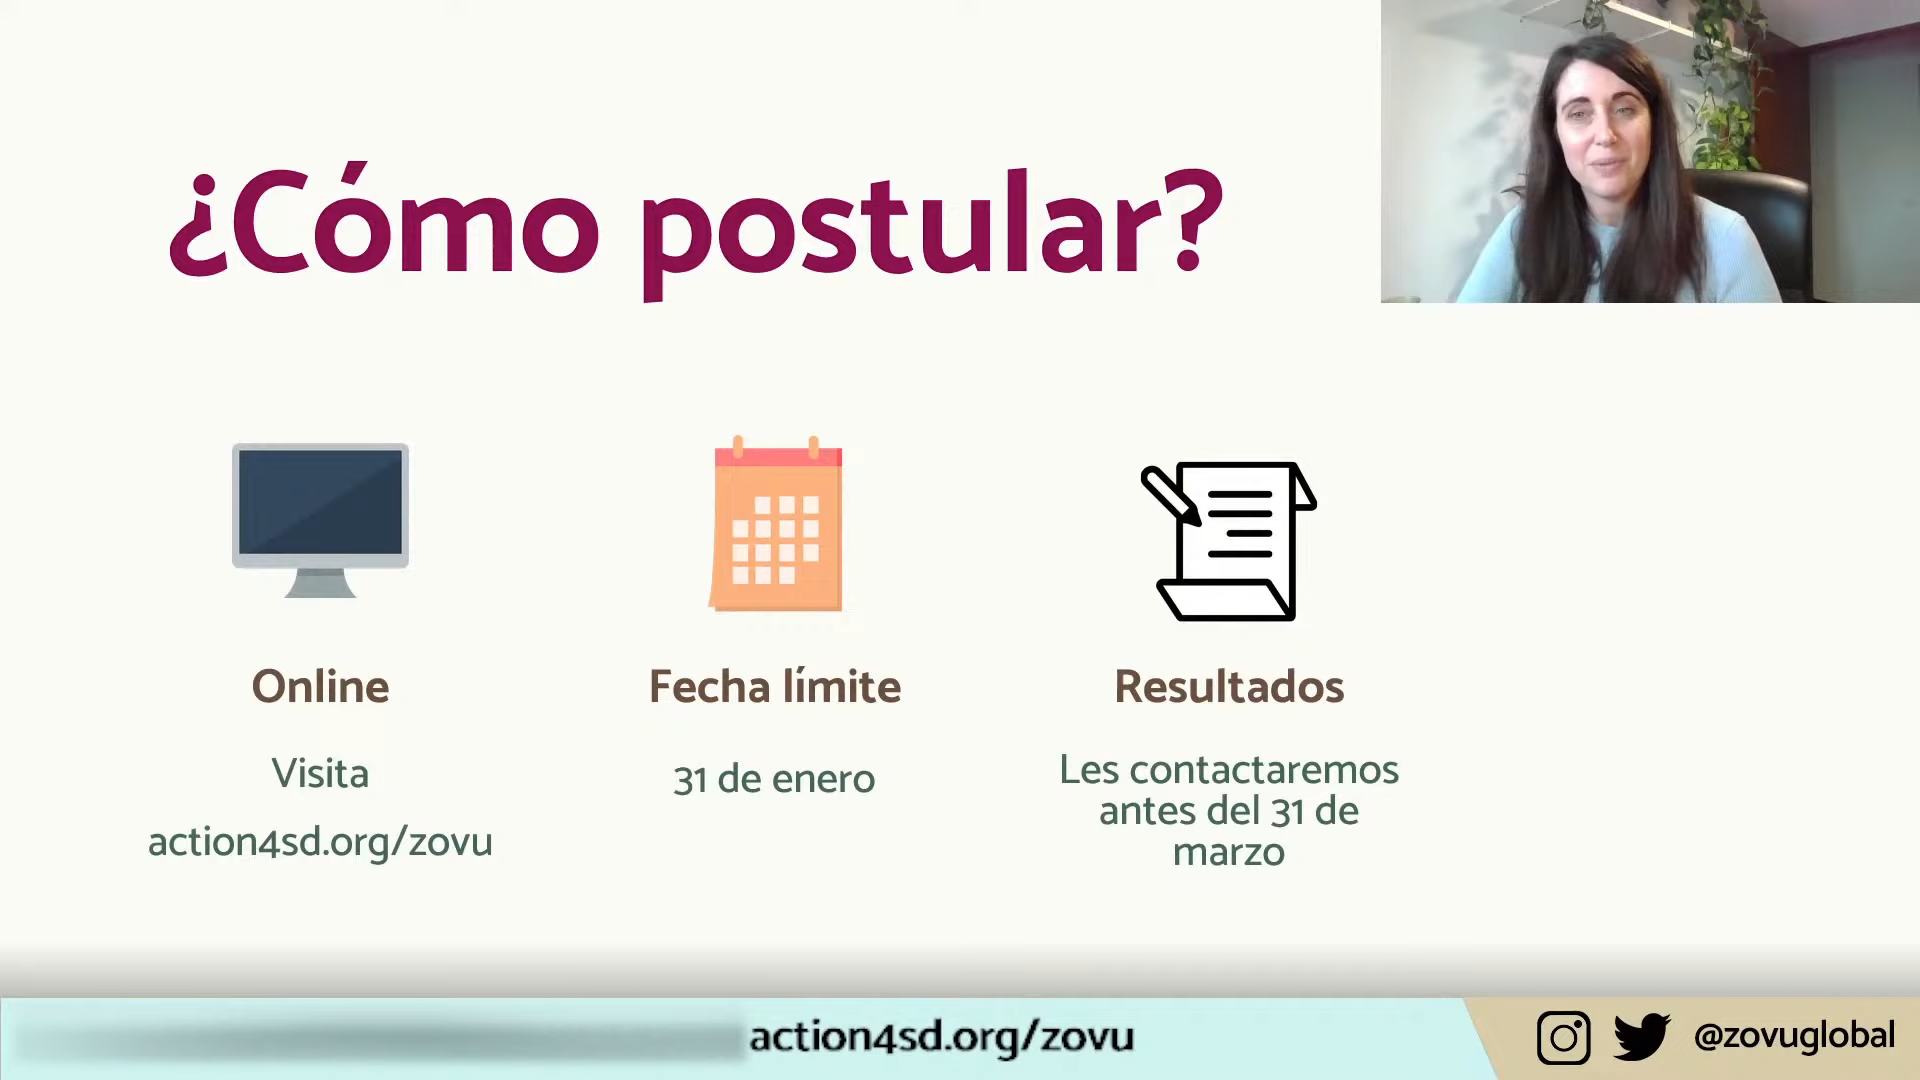 ¿Cómo postular?
Online
Visita
action4sd.org/zovu
Fecha límite
31 de enero
Resultados
Les contactaremos
antes del 31 de
marzo
action4sd.org/zovu
@zovuglobal